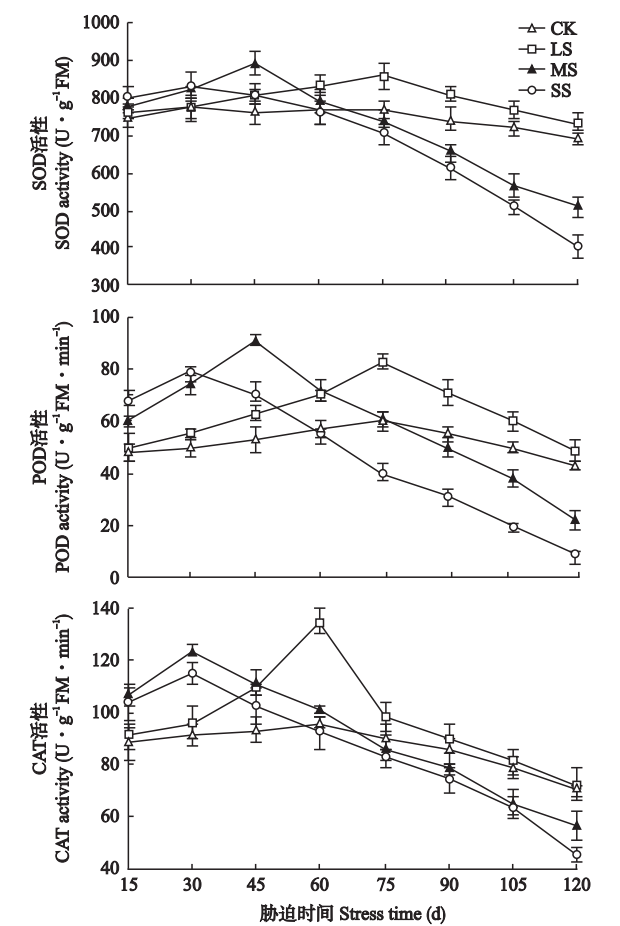 1000
900
800
700
600
500
400
300
CK
LS
MS
SS
SOD活性
SOD activity (U・g⁻¹FM)
100
80
60
40
20
0
POD活性
POD activity (U・g⁻¹FM・min⁻¹)
140
120
100
80
60
40
CAT活性
CAT activity (U・g⁻¹FM・min⁻¹)
15 30 45 60 75 90 105 120
胁迫时间 Stress time (d)